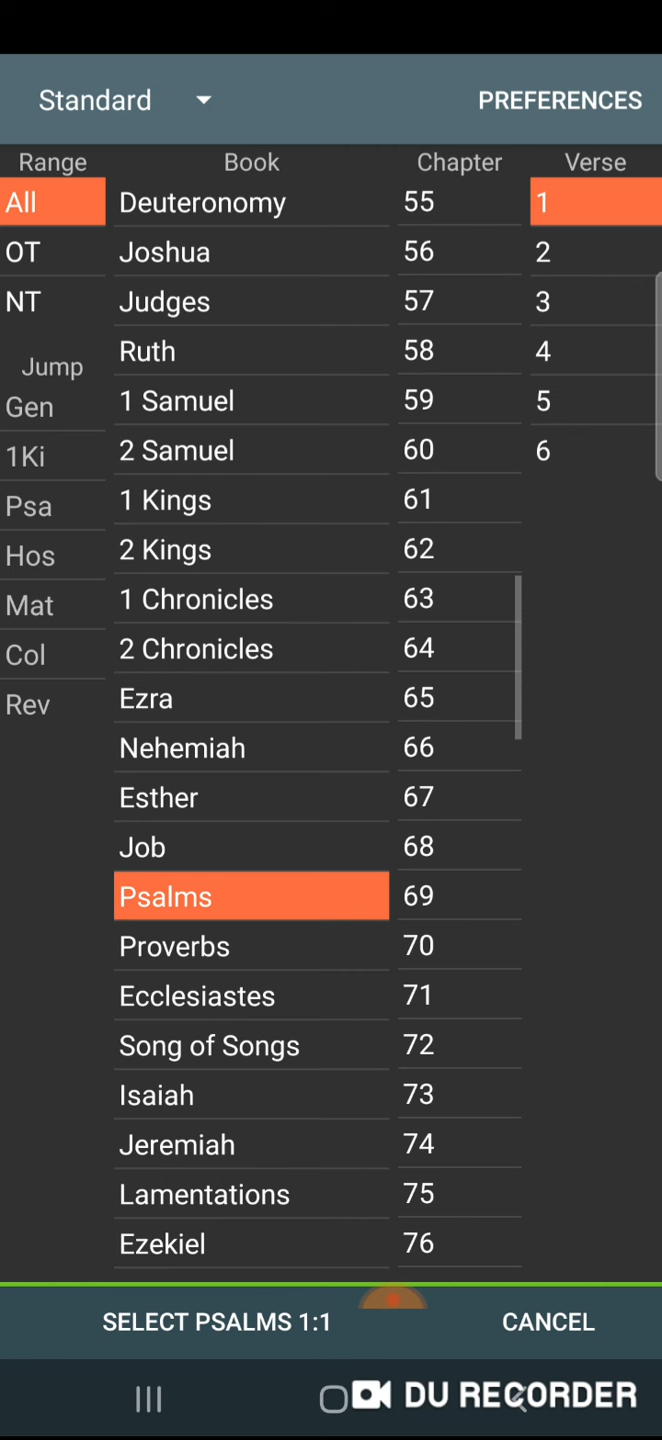 Standard
PREFERENCES
Range Book Chapter Verse
All Deuteronomy 55 1
OT Joshua 56 2
NT Judges 57 3
Ruth 58 4
Jump
Gen 1 Samuel 59 5
1Ki 2 Samuel 60 6
Psa 1 Kings 61
Hos 2 Kings 62
Mat 1 Chronicles 63
Col 2 Chronicles 64
Rev Ezra 65
Nehemiah 66
Esther 67
Job 68
Psalms 69
Proverbs 70
Ecclesiastes 71
Song of Songs 72
Isaiah 73
Jeremiah 74
Lamentations 75
Ezekiel 76
SELECT PSALMS 1:1 CANCEL
DU RECORDER